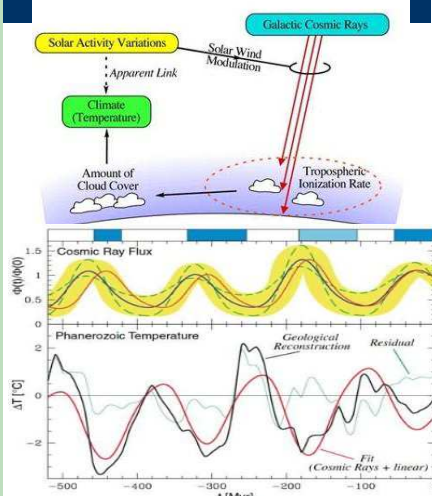 Galactic Cosmic Rays
Solar Activity Variations
Solar Wind
Modulation
Apparent Link
Climate
(Temperature)
Amount of
Cloud Cover
Tropospheric
Ionization Rate
1.5
Cosmic Ray Flux
Φ(t)/Φ(0)
1
0.5
0
Phanerozoic Temperature
Geological
Reconstruction
Residual
2
ΔT [°C]
0
-2
Fit
(Cosmic Rays + linear)
-500 -400 -300 -200 -100